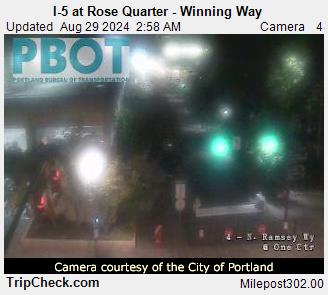 I-5 at Rose Quarter - Winning Way
Updated Aug 29 2024 2:58 AM Camera 4
PBOT
PORTLAND BUREAU OF TRANSPORTATION
4 - N. Ramsey Wy
@ One Ctr
Camera courtesy of the City of Portland
TripCheck.com Milepost302.00